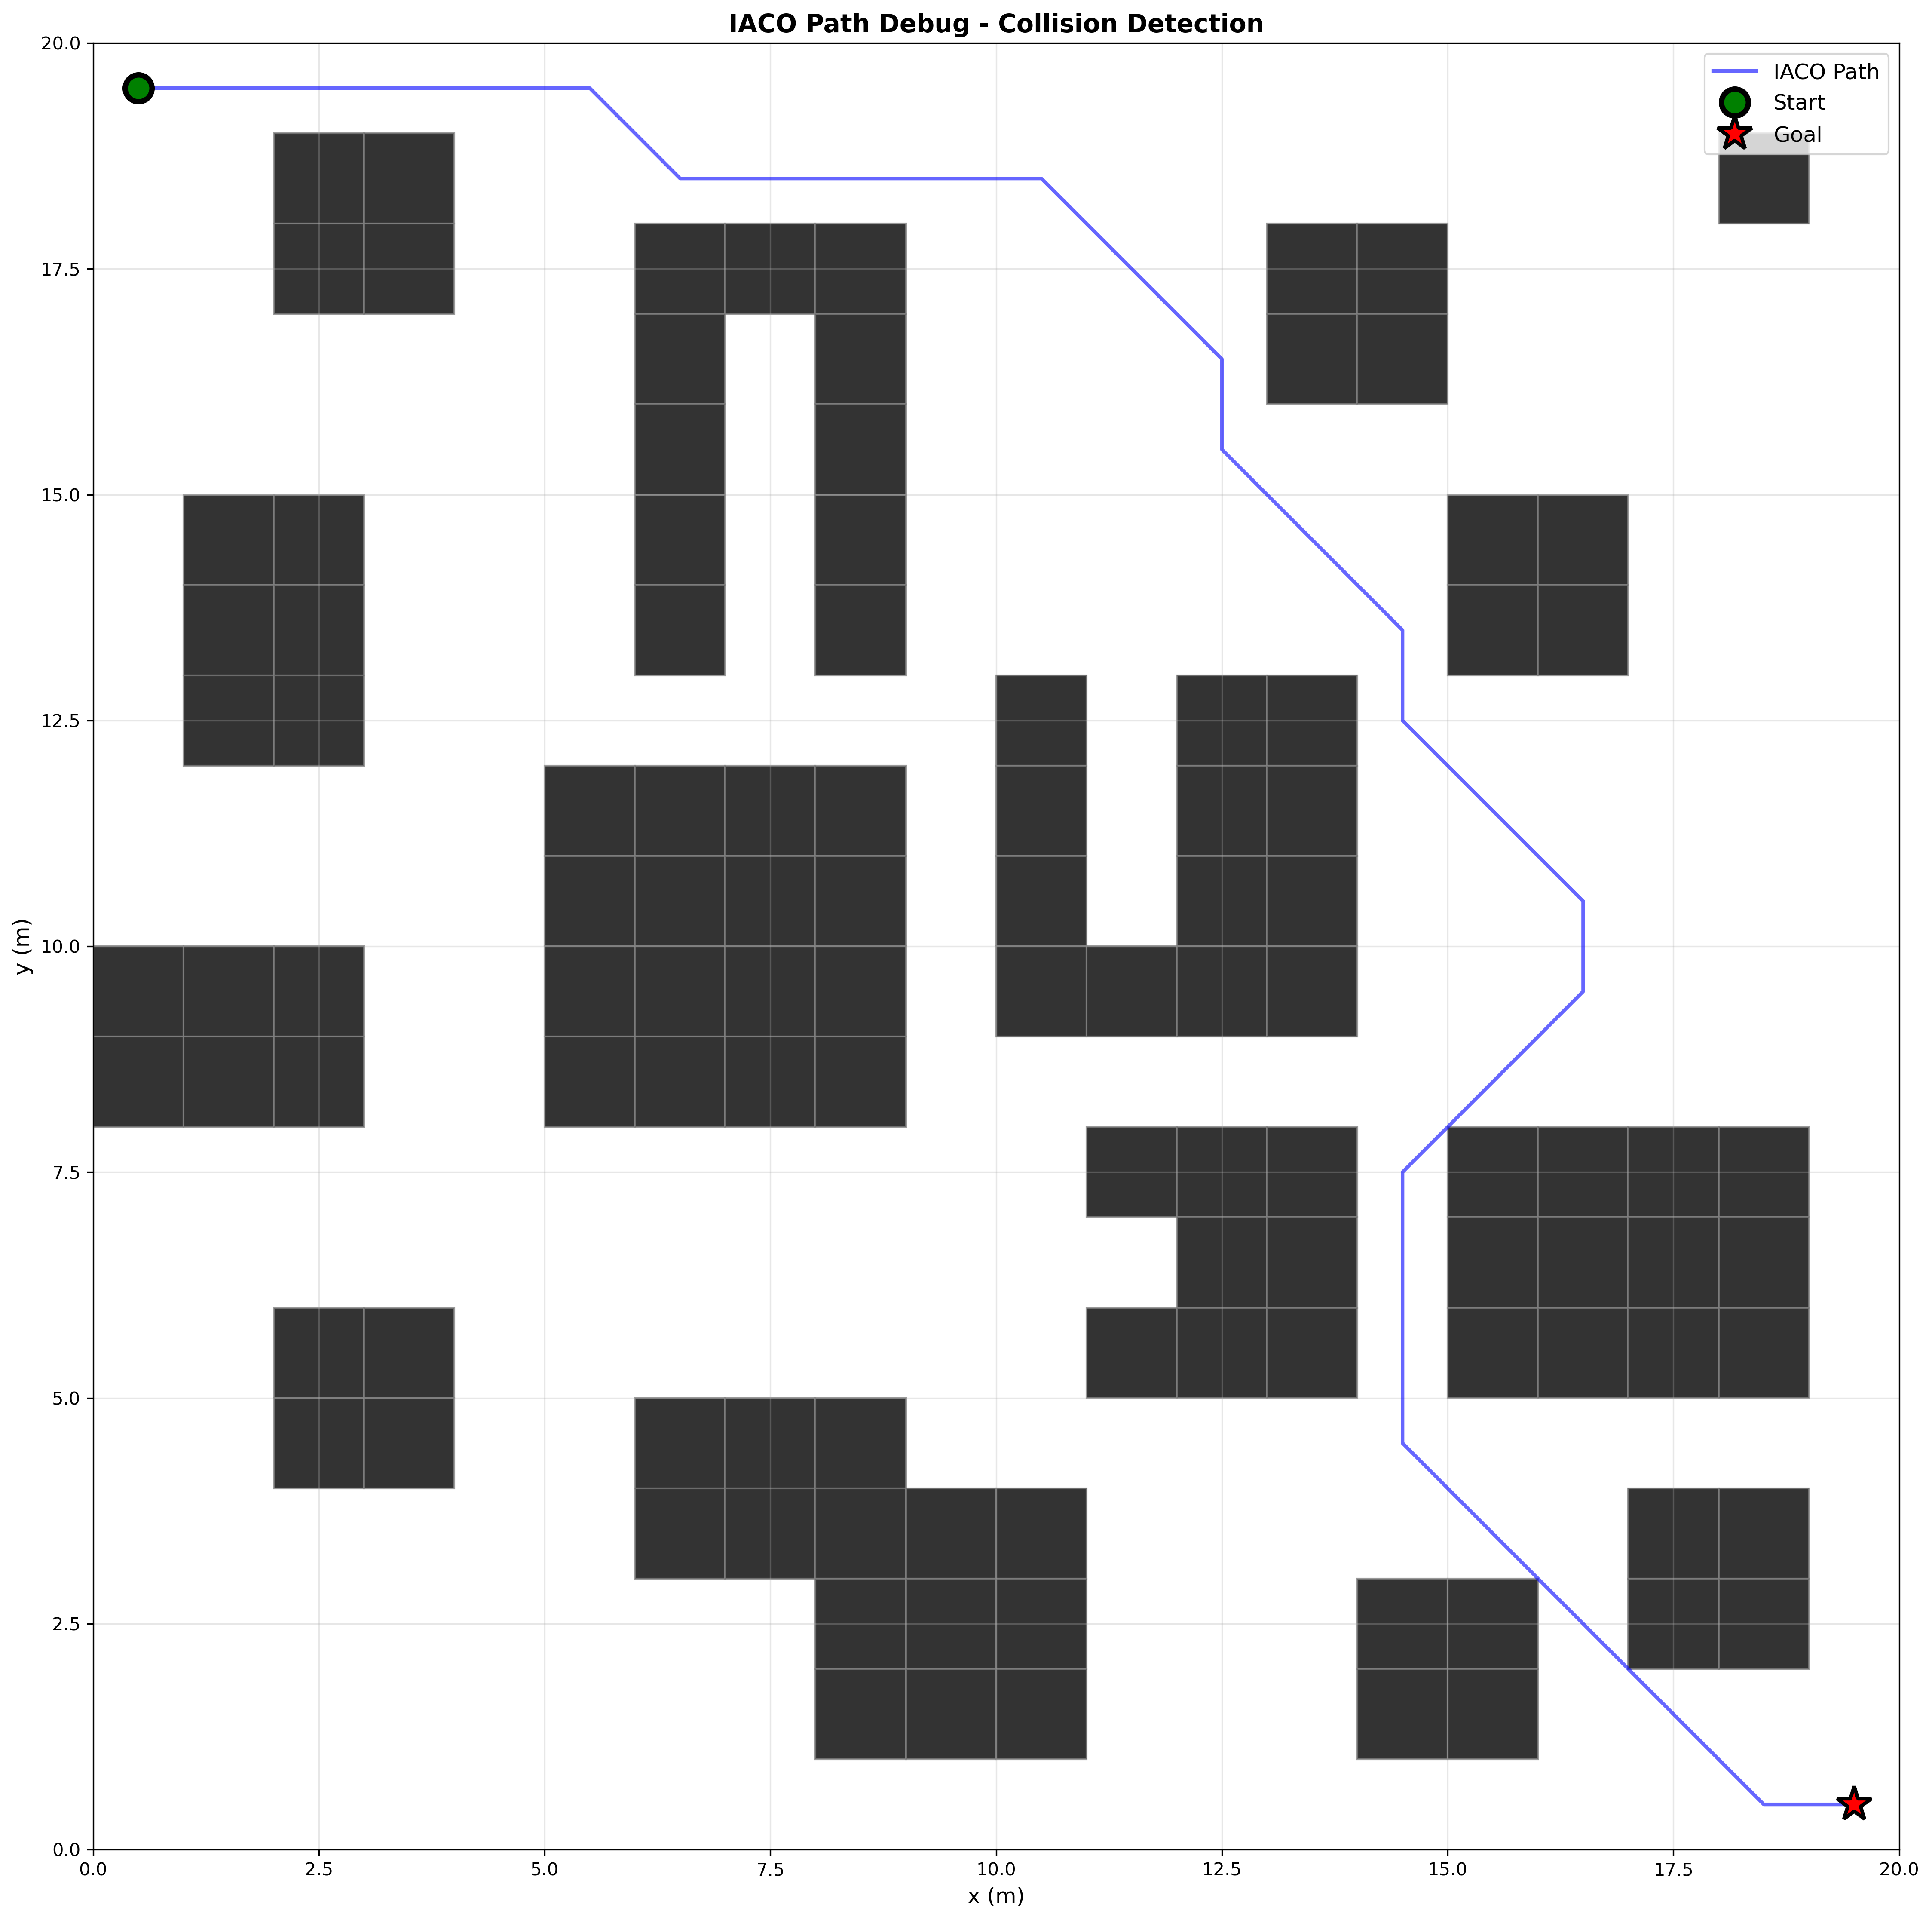 IACO Path Debug - Collision Detection
IACO Path
Start
Goal
20.0
17.5
15.0
12.5
10.0
7.5
5.0
2.5
0.0
y (m)
0.0 2.5 5.0 7.5 10.0 12.5 15.0 17.5 20.0
x (m)